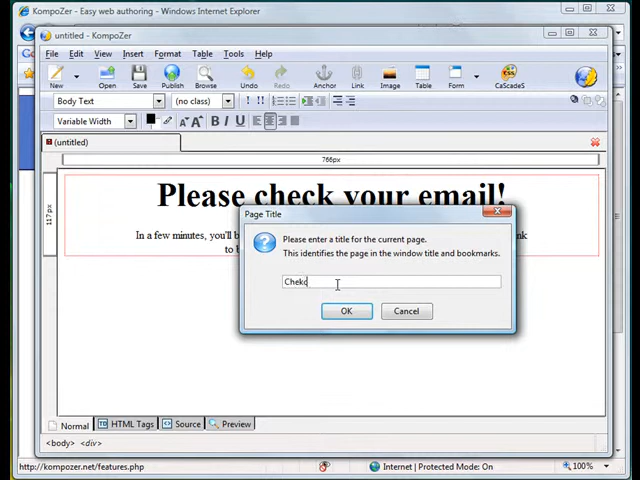 KompoZer - Easy web authoring - Windows Internet Explorer
untitled - KompoZer
File Edit View Insert Format Table Tools Help
New Open Save Publish Browse Undo Redo Anchor Link Image Table Form CaScadeS
Body Text (no class) ! !!
Variable Width A A B I U
(untitled)
766px
117px
Please check your email!
In a few minutes, you'll b
nk
to b
Page Title
Please enter a title for the current page.
This identifies the page in the window title and bookmarks.
Chekc
OK Cancel
Normal HTML Tags Source Preview
<body> <div>
http://kompozer.net/features.php Internet | Protected Mode: On 100%